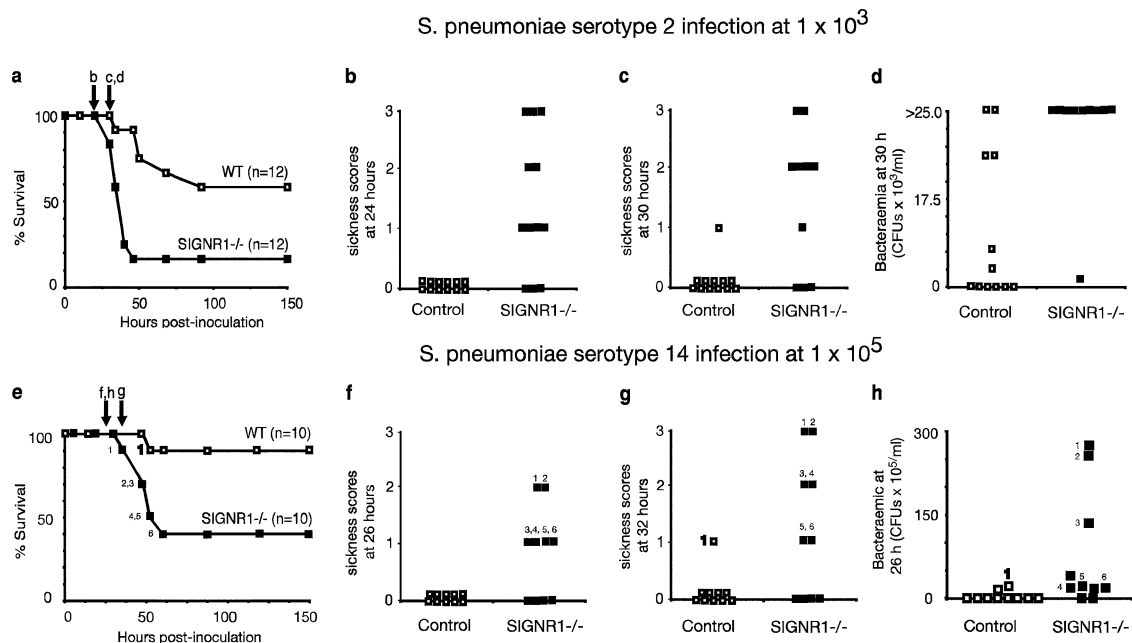 S. pneumoniae serotype 2 infection at 1 x 10³
a
b
c,d
100
50
0
% Survival
WT (n=12)
SIGNR1-/- (n=12)
0 50 100 150
Hours post-inoculation
b
3
2
1
0
sickness scores
at 24 hours
Control SIGNR1-/-
c
3
2
1
0
sickness scores
at 30 hours
Control SIGNR1-/-
d
>25.0
17.5
0
Bacteraemia at 30 h
(CFUs x 10³/ml)
Control SIGNR1-/-
S. pneumoniae serotype 14 infection at 1 x 10⁵
e
f,h g
100
50
0
% Survival
WT (n=10)
1
1
2,3
4,5
6
SIGNR1-/- (n=10)
0 50 100 150
Hours post-inoculation
f
3
2
1
0
sickness scores
at 26 hours
1 2
3,4, 5, 6
Control SIGNR1-/-
g
3
2
1
0
sickness scores
at 32 hours
1 2
3, 4
5, 6
1
Control SIGNR1-/-
h
300
150
0
Bacteraemic at
26 h (CFUs x 10⁵/ml)
1
2
3
1
4 5 6
Control SIGNR1-/-